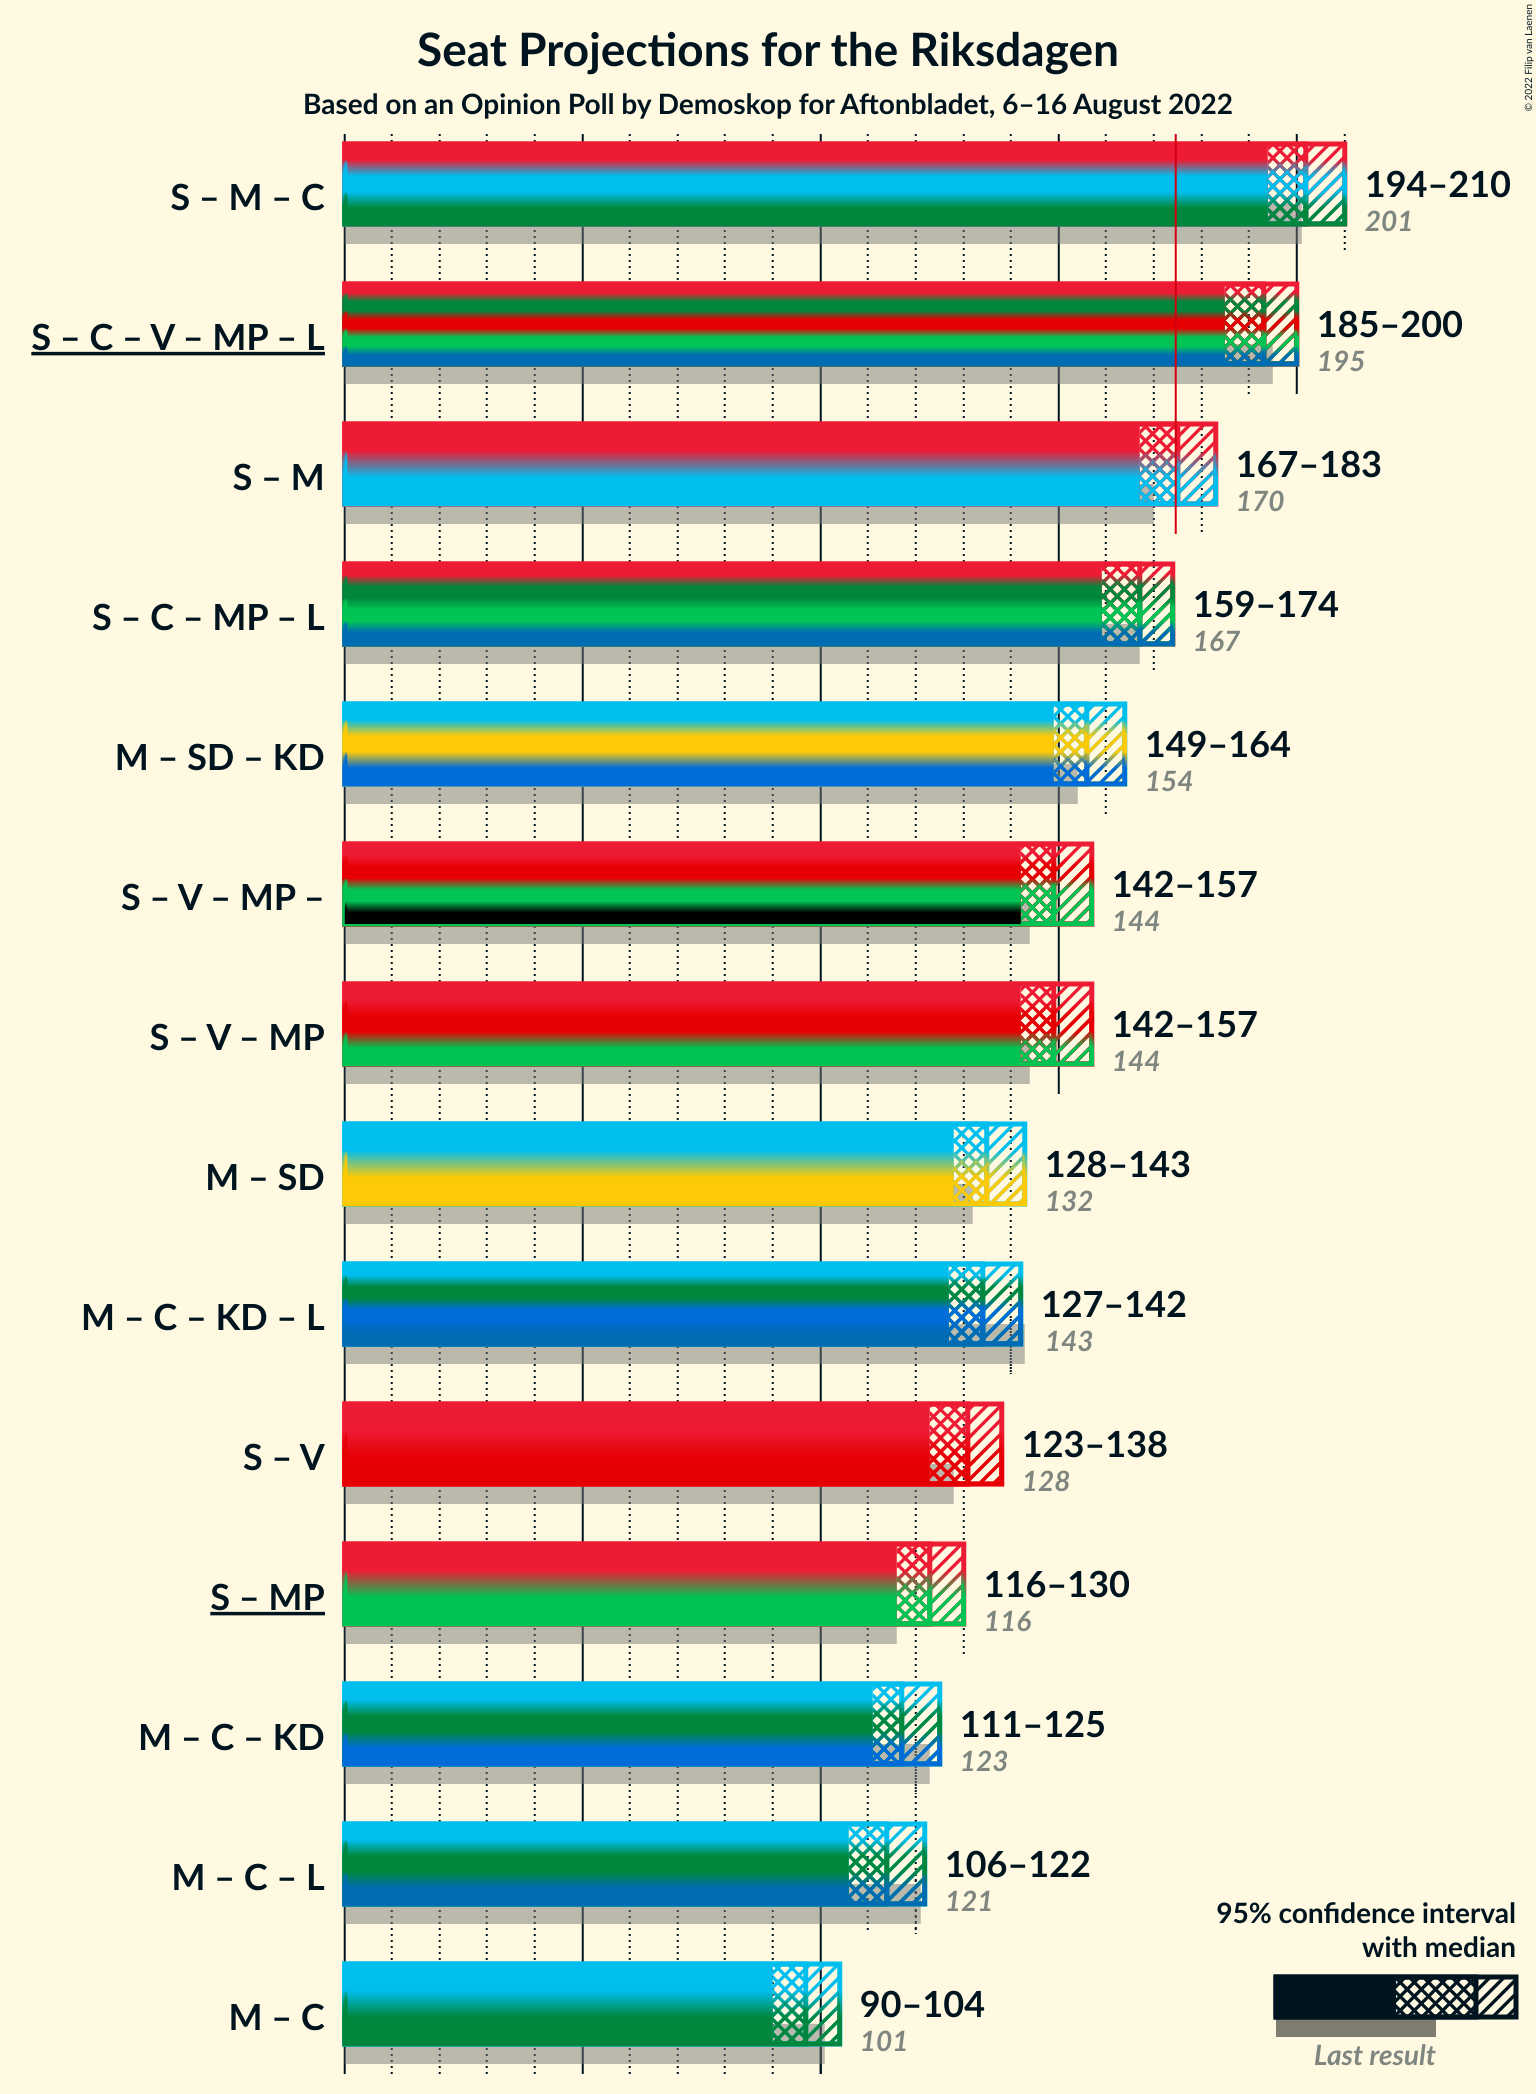 © 2022 Filip van Laenen
Seat Projections for the Riksdagen
Based on an Opinion Poll by Demoskop for Aftonbladet, 6–16 August 2022
S – M – C
194–210
201
S – C – V – MP – L
185–200
195
S – M
167–183
170
S – C – MP – L
159–174
167
M – SD – KD
149–164
154
S – V – MP –
142–157
144
S – V – MP
142–157
144
M – SD
128–143
132
M – C – KD – L
127–142
143
S – V
123–138
128
S – MP
116–130
116
M – C – KD
111–125
123
M – C – L
106–122
121
M – C
90–104
101
95% confidence interval
with median
Last result